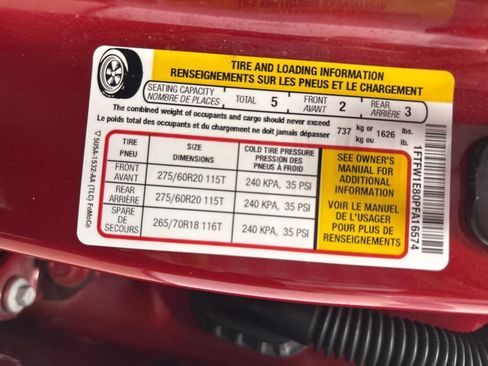 TIRE AND LOADING INFORMATION
RENSEIGNEMENTS SUR LES PNEUS ET LE CHARGEMENT
SEATING CAPACITY
NOMBRE DE PLACES
TOTAL 5
FRONT
AVANT 2
REAR
ARRIÈRE 3
The combined weight of occupants and cargo should never exceed
Le poids total des occupants et du chargement ne doit jamais dépasser
737 kg or kg ou 1626 lbs. lb.
TIRE
PNEU
SIZE
DIMENSIONS
COLD TIRE PRESSURE
PRESSION DES
PNEUS À FROID
FRONT
AVANT
275/60R20 115T
240 KPA, 35 PSI
REAR
ARRIÈRE
275/60R20 115T
240 KPA, 35 PSI
SPARE
DE SECOURS
265/70R18 116T
240 KPA, 35 PSI
SEE OWNER'S
MANUAL FOR
ADDITIONAL
INFORMATION
VOIR LE MANUEL
DE L'USAGER
POUR PLUS DE
RENSEIGNEMENTS
5U5A-1532-AA (TLC) FoMoCo
1FTFW1E80PFA16574